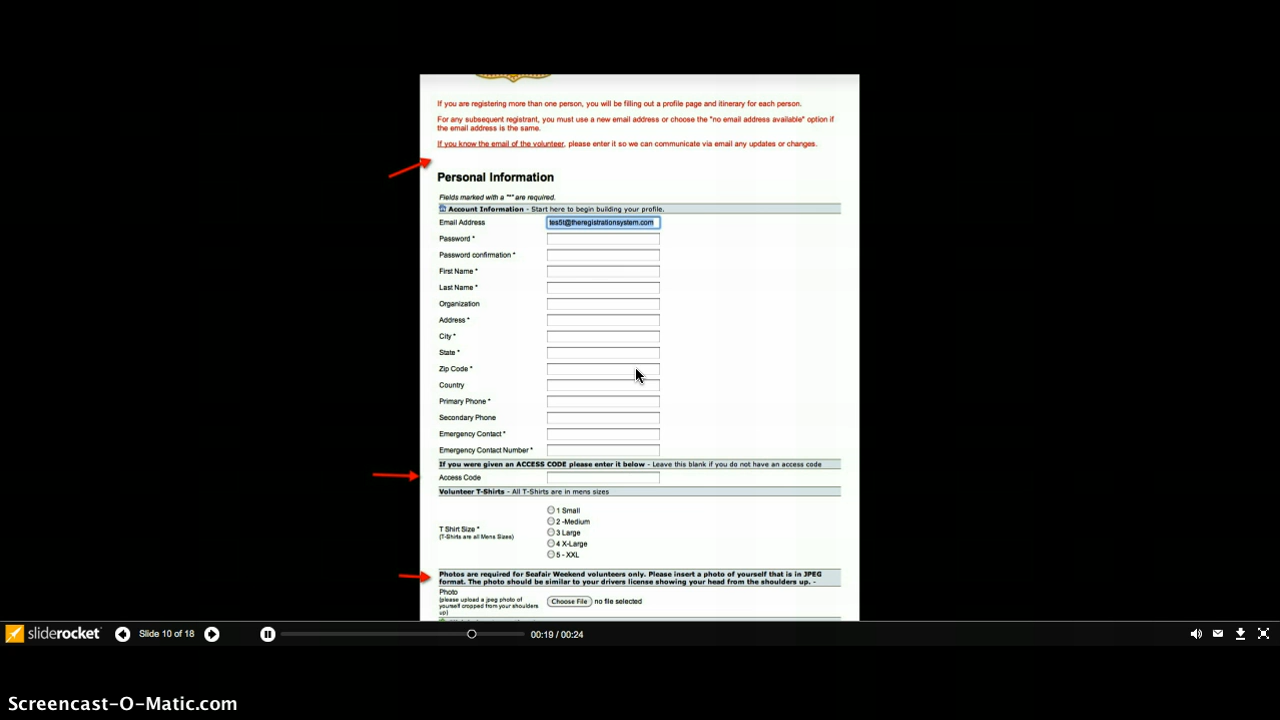 If you are registering more than one person, you will be filling out a profile page and itinerary for each person.
For any subsequent registrant, you must use a new email address or choose the "no email address available" option if
the email address is the same.
If you know the email of the volunteer, please enter it so we can communicate via email any updates or changes.
Personal Information
Fields marked with a "*" are required.
Account Information - Start here to begin building your profile.
Email Address tes5t@theregistrationsystem.com
Password *
Password confirmation *
First Name *
Last Name *
Organization
Address *
City *
State *
Zip Code *
Country
Primary Phone *
Secondary Phone
Emergency Contact *
Emergency Contact Number *
If you were given an ACCESS CODE please enter it below - Leave this blank if you do not have an access code
Access Code
Volunteer T-Shirts - All T-Shirts are in mens sizes
1 Small
2 -Medium
T Shirt Size *
3 Large
(T-Shirts are all Mens Sizes)
4 X-Large
5 - XXL
Photos are required for Seafair Weekend volunteers only. Please insert a photo of yourself that is in JPEG
format. The photo should be similar to your drivers license showing your head from the shoulders up. -
Photo
(please upload a jpeg photo of
yourself cropped from your shoulders
up)
Choose File no file selected
sliderocket Slide 10 of 18 00:19 / 00:24
Screencast-O-Matic.com